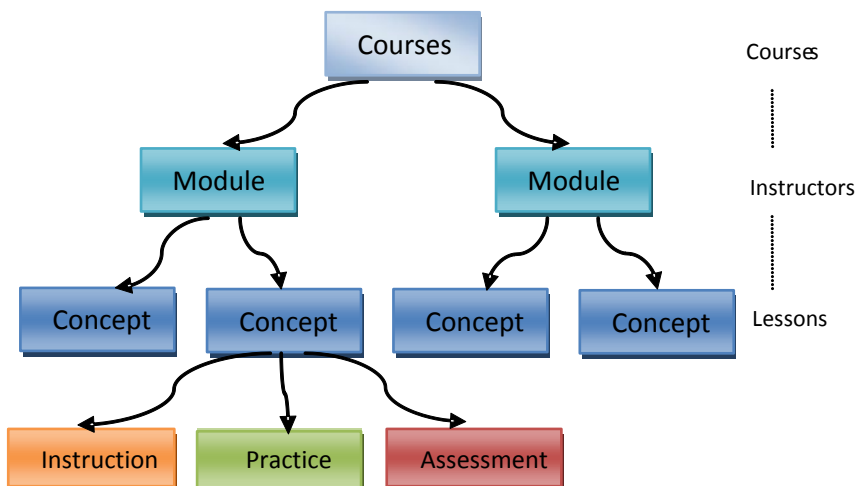 Courses
Courses
Module
Module
Instructors
Concept
Concept
Concept
Concept
Lessons
Instruction
Practice
Assessment